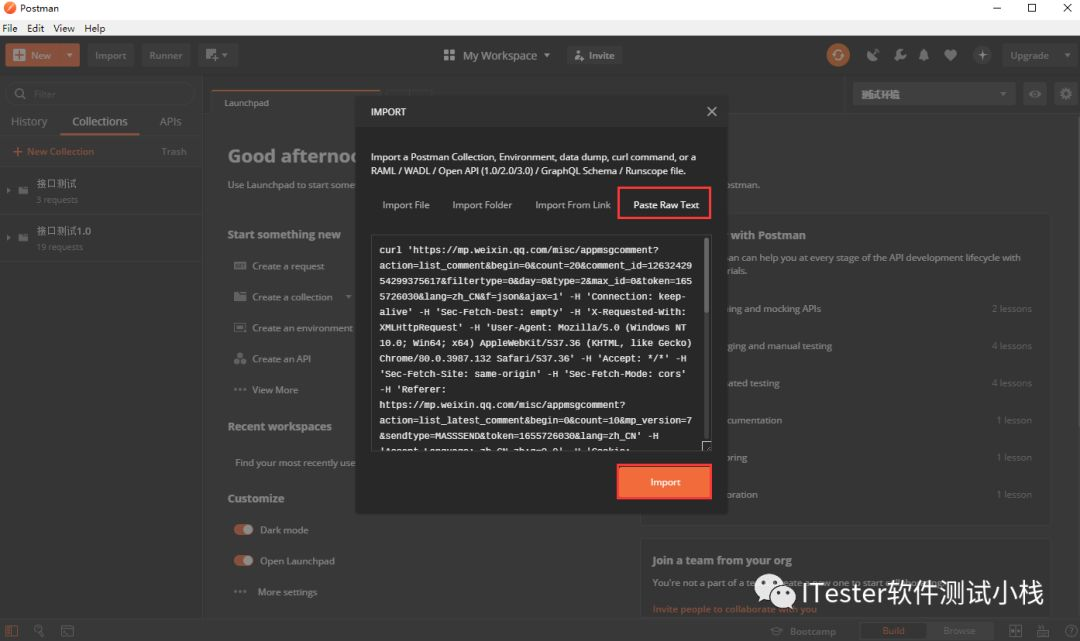 Postman
File Edit View Help
New Import Runner My Workspace Invite Upgrade
Filter
Launchpad
测试环境
History Collections APIs
New Collection Trash
接口测试
3 requests
接口测试1.0
19 requests
Good afternoo
Use Launchpad to start some
Start something new
Create a request
Create a collection
Create an environment
Create an API
View More
Recent workspaces
Find your most recently use
Customize
Dark mode
Open Launchpad
More settings
IMPORT
Import a Postman Collection, Environment, data dump, curl command, or a
RAML / WADL / Open API (1.0/2.0/3.0) / GraphQL Schema / Runscope file.
Import File Import Folder Import From Link Paste Raw Text
curl 'https://mp.weixin.qq.com/misc/appmsgcomment?
action=list_comment&begin=0&count=20&comment_id=12632429
54299375617&filtertype=0&day=0&type=2&max_id=0&token=165
5726030&lang=zh_CN&f=json&ajax=1' -H 'Connection: keep-
alive' -H 'Sec-Fetch-Dest: empty' -H 'X-Requested-With:
XMLHttpRequest' -H 'User-Agent: Mozilla/5.0 (Windows NT
10.0; Win64; x64) AppleWebKit/537.36 (KHTML, like Gecko)
Chrome/80.0.3987.132 Safari/537.36' -H 'Accept: */*' -H
'Sec-Fetch-Site: same-origin' -H 'Sec-Fetch-Mode: cors'
-H 'Referer:
https://mp.weixin.qq.com/misc/appmsgcomment?
action=list_latest_comment&begin=0&count=10&mp_version=7
&sendtype=MASSSEND&token=1655726030&lang=zh_CN' -H
Import
ostman.
with Postman
an can help you at every stage of the API development lifecycle with
rials.
ing and mocking APIs 2 lessons
ging and manual testing 4 lessons
ated testing 4 lessons
cumentation 1 lesson
oring 1 lesson
oration 1 lesson
Join a team from your org
You're not a part of a
Invite people to collaborate with you
ITester软件测试小栈
Bootcamp Build Browse